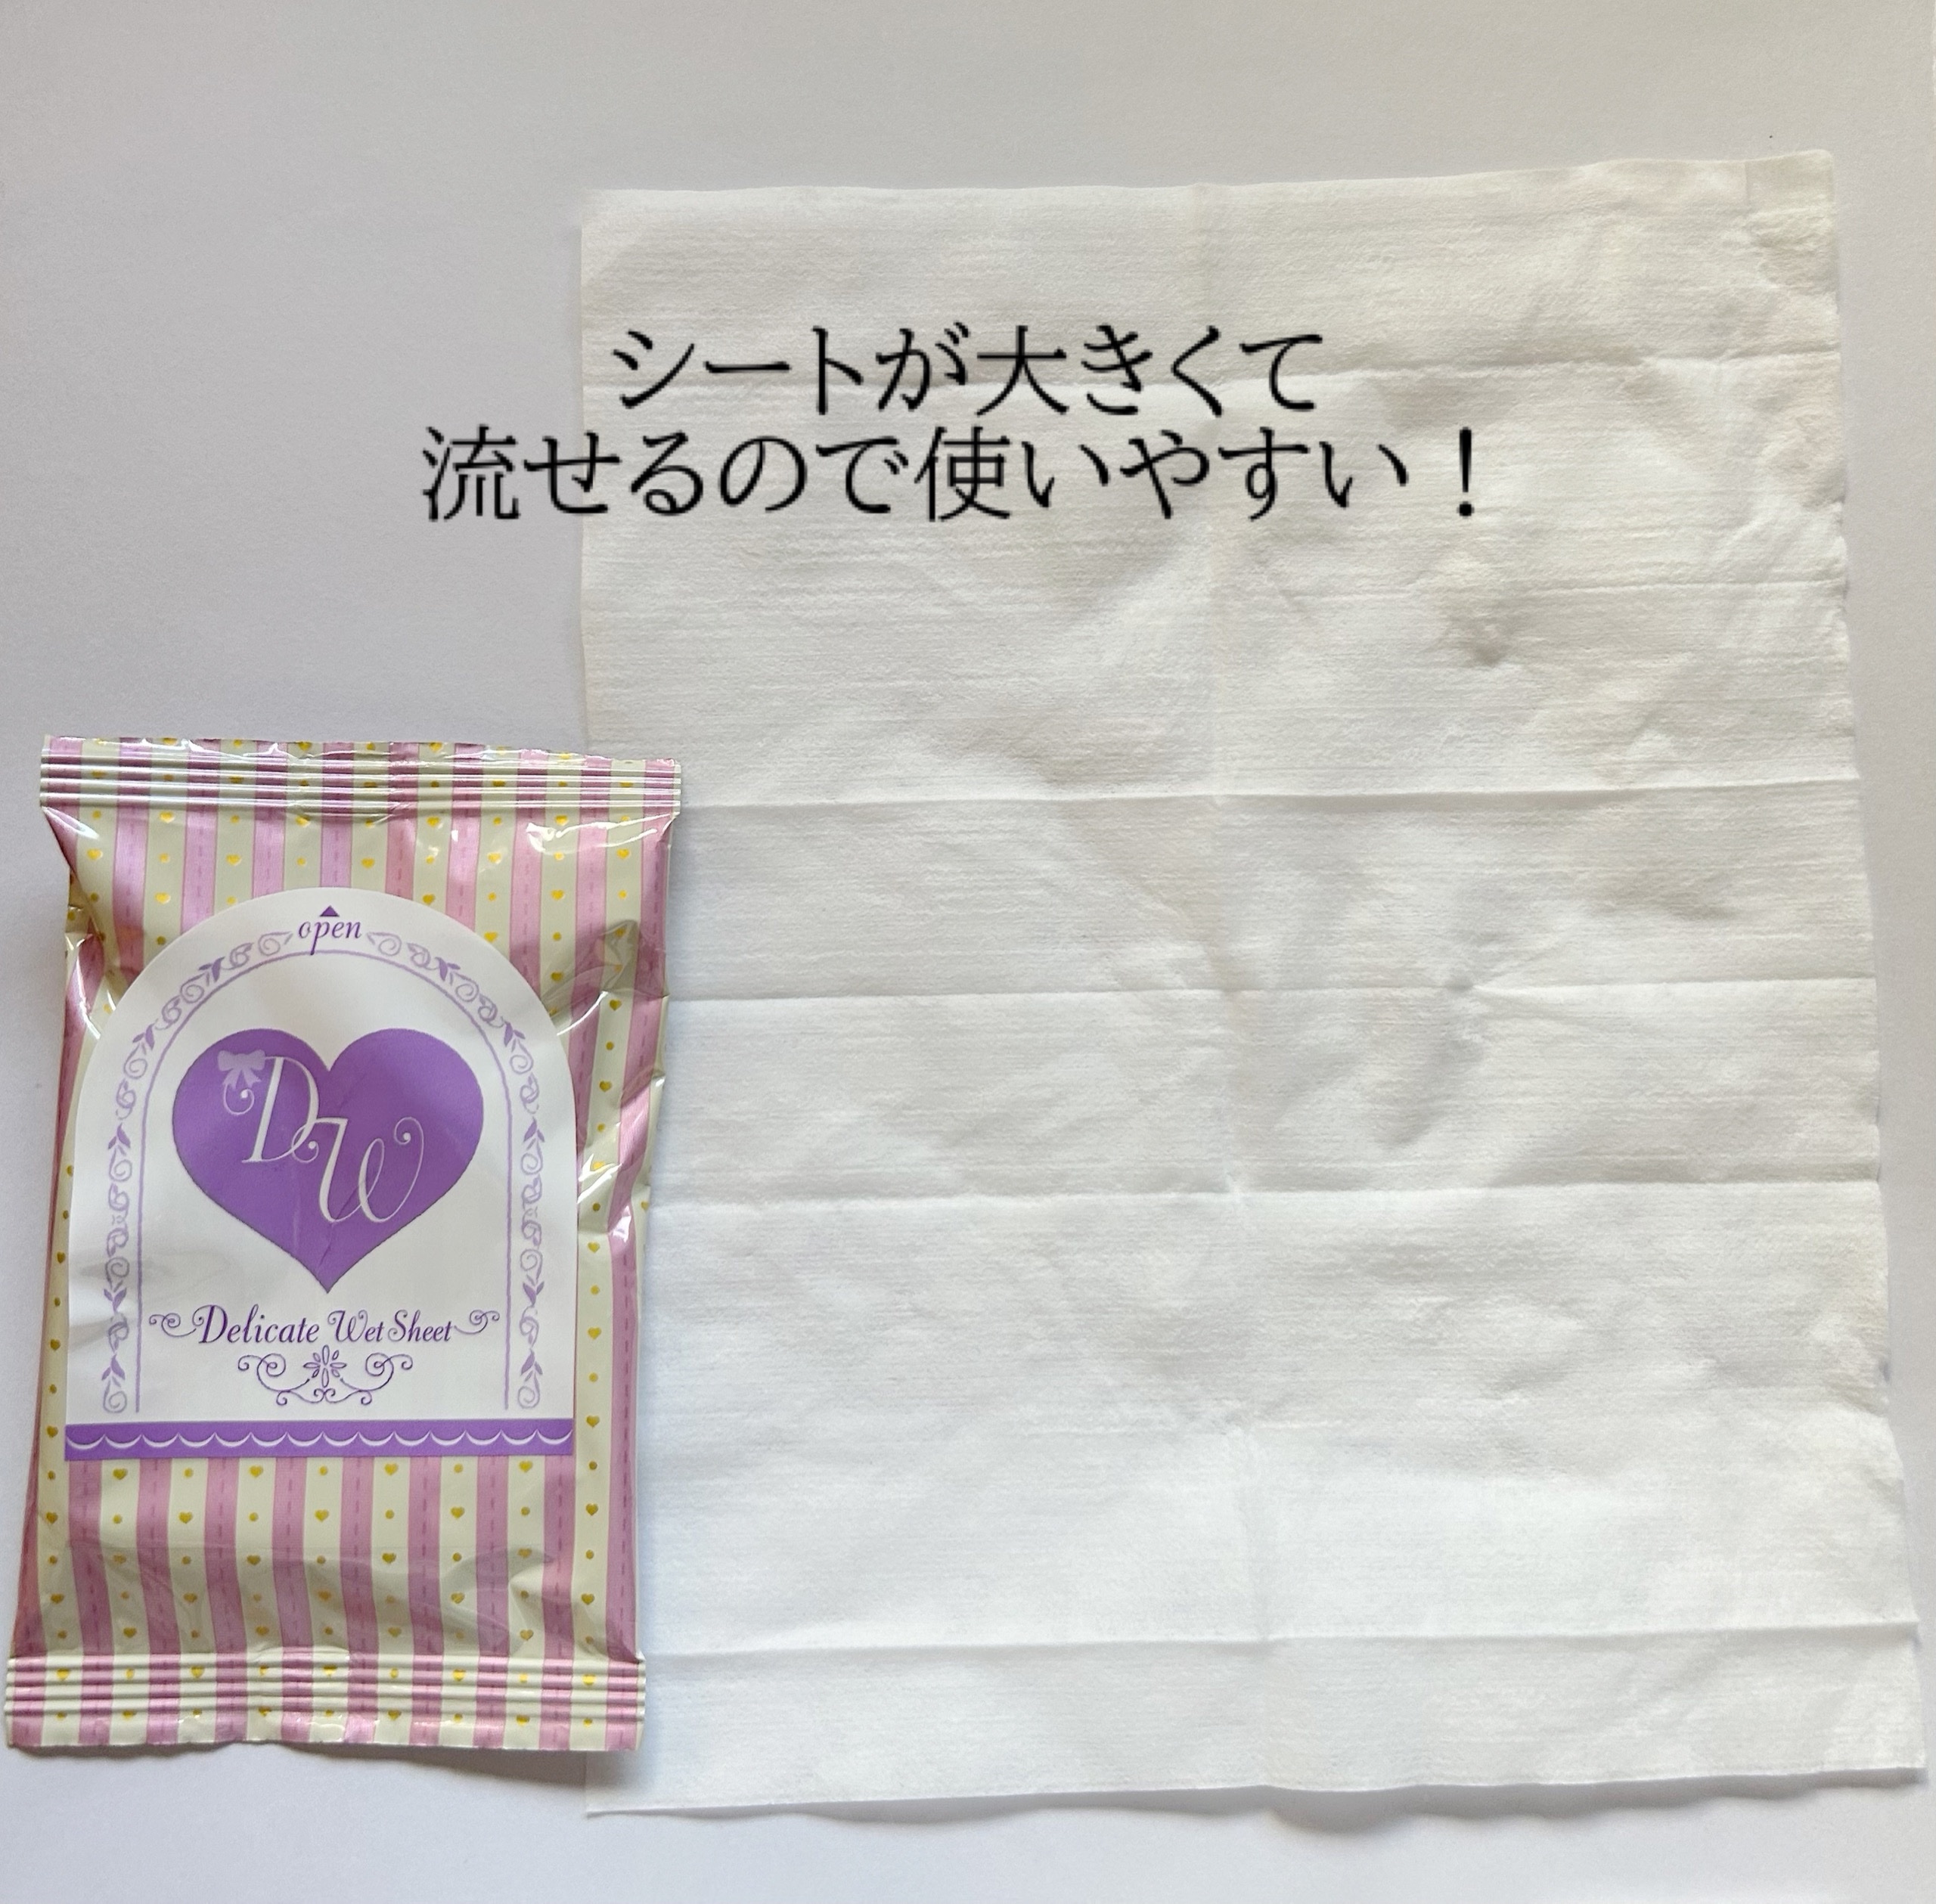 シートが大きくて
流せるので使いやすい！
open
DW
Delicate Wet Sheet